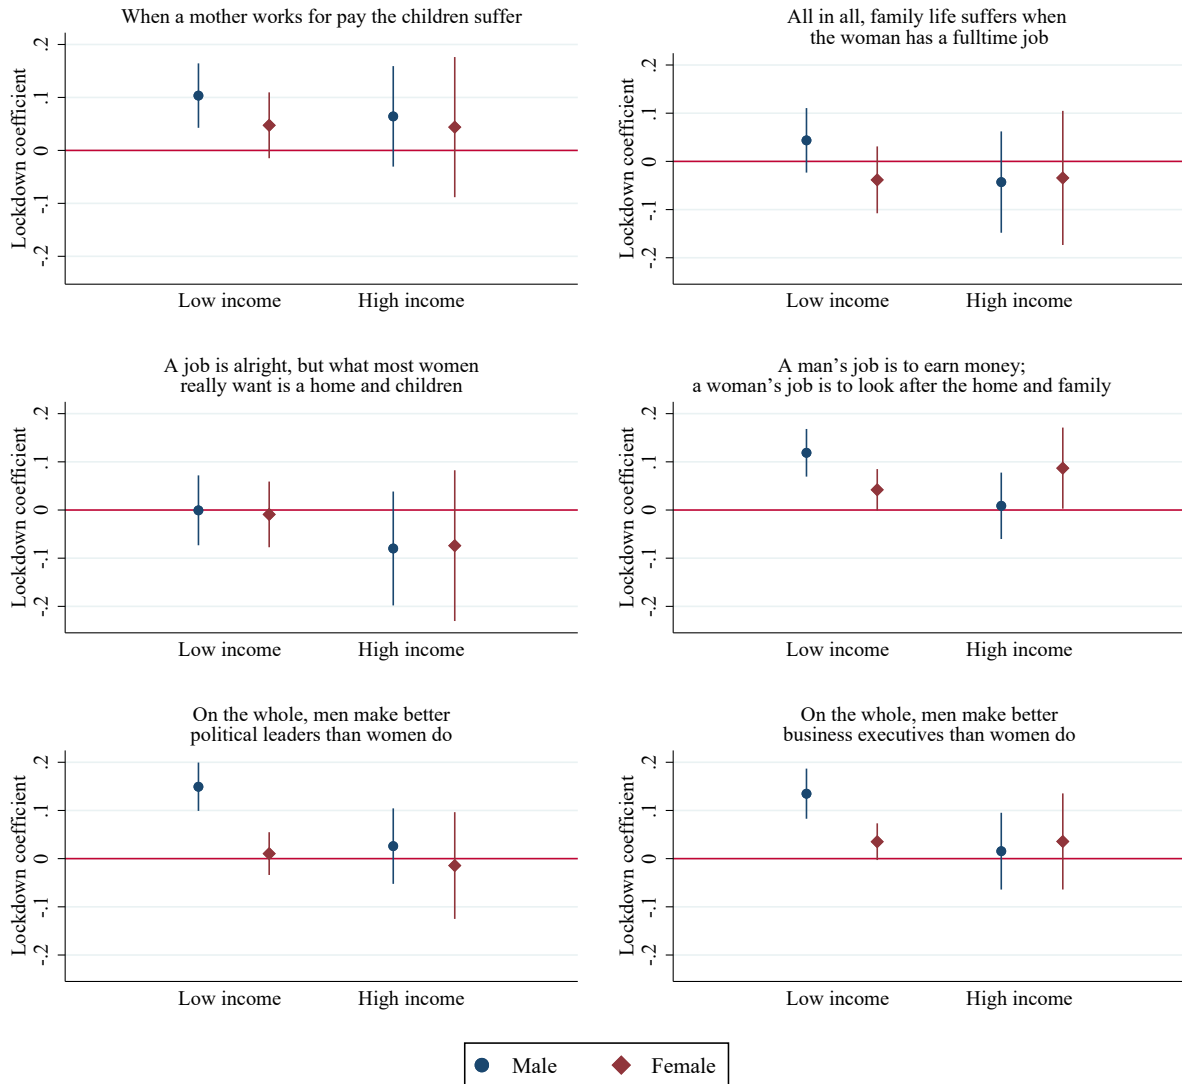 When a mother works for pay the children suffer
Lockdown coefficient
.2
.1
0
-.1
-.2
Low income
High income
All in all, family life suffers when
the woman has a fulltime job
Lockdown coefficient
.2
.1
0
-.1
-.2
Low income
High income
A job is alright, but what most women
really want is a home and children
Lockdown coefficient
.2
.1
0
-.1
-.2
Low income
High income
A man’s job is to earn money;
a woman’s job is to look after the home and family
Lockdown coefficient
.2
.1
0
-.1
-.2
Low income
High income
On the whole, men make better
political leaders than women do
Lockdown coefficient
.2
.1
0
-.1
-.2
Low income
High income
On the whole, men make better
business executives than women do
Lockdown coefficient
.2
.1
0
-.1
-.2
Low income
High income
Male
Female